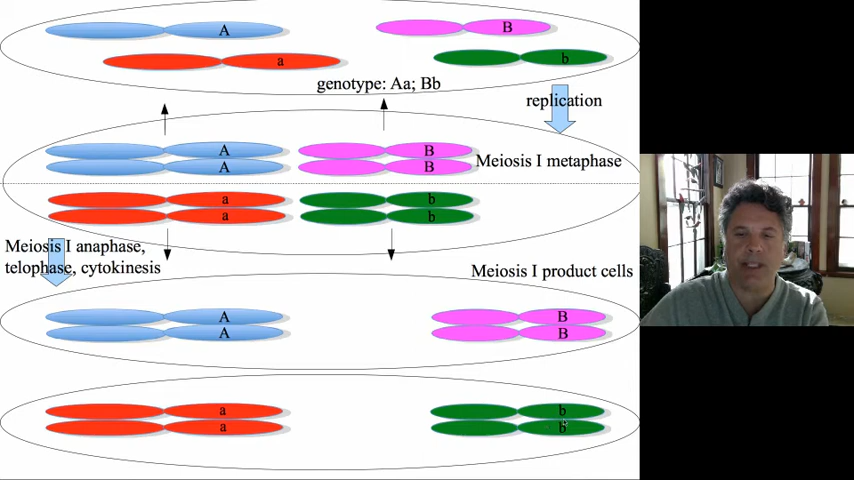 A
B
a
b
genotype: Aa; Bb
replication
A
B
A
B
Meiosis I metaphase
a
b
a
b
Meiosis I anaphase,
telophase, cytokinesis
Meiosis I product cells
A
B
A
B
a
b
a
b